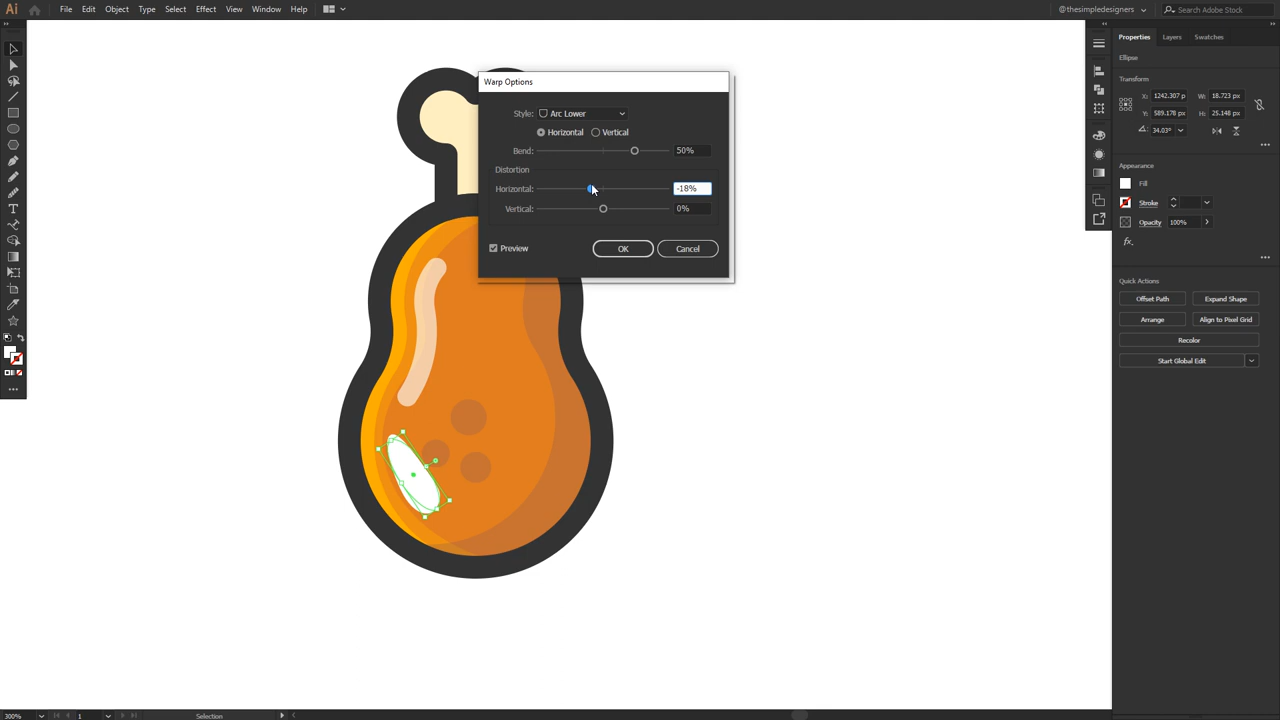 Ai File Edit Object Type Select Effect View Window Help @thesimpledesigners Search Adobe Stock
Properties Layers Swatches
Ellipse
Transform
X: 1242.307 p W: 18.723 px
Y: 589.178 px H: 25.148 px
34.03°
Appearance
Fill
Stroke
Opacity 100%
fx.
Quick Actions
Offset Path Expand Shape
Arrange Align to Pixel Grid
Recolor
Start Global Edit
Warp Options
Style: Arc Lower
Horizontal Vertical
Bend: 50%
Distortion
Horizontal: -18%
Vertical: 0%
Preview OK Cancel
300% 1 Selection